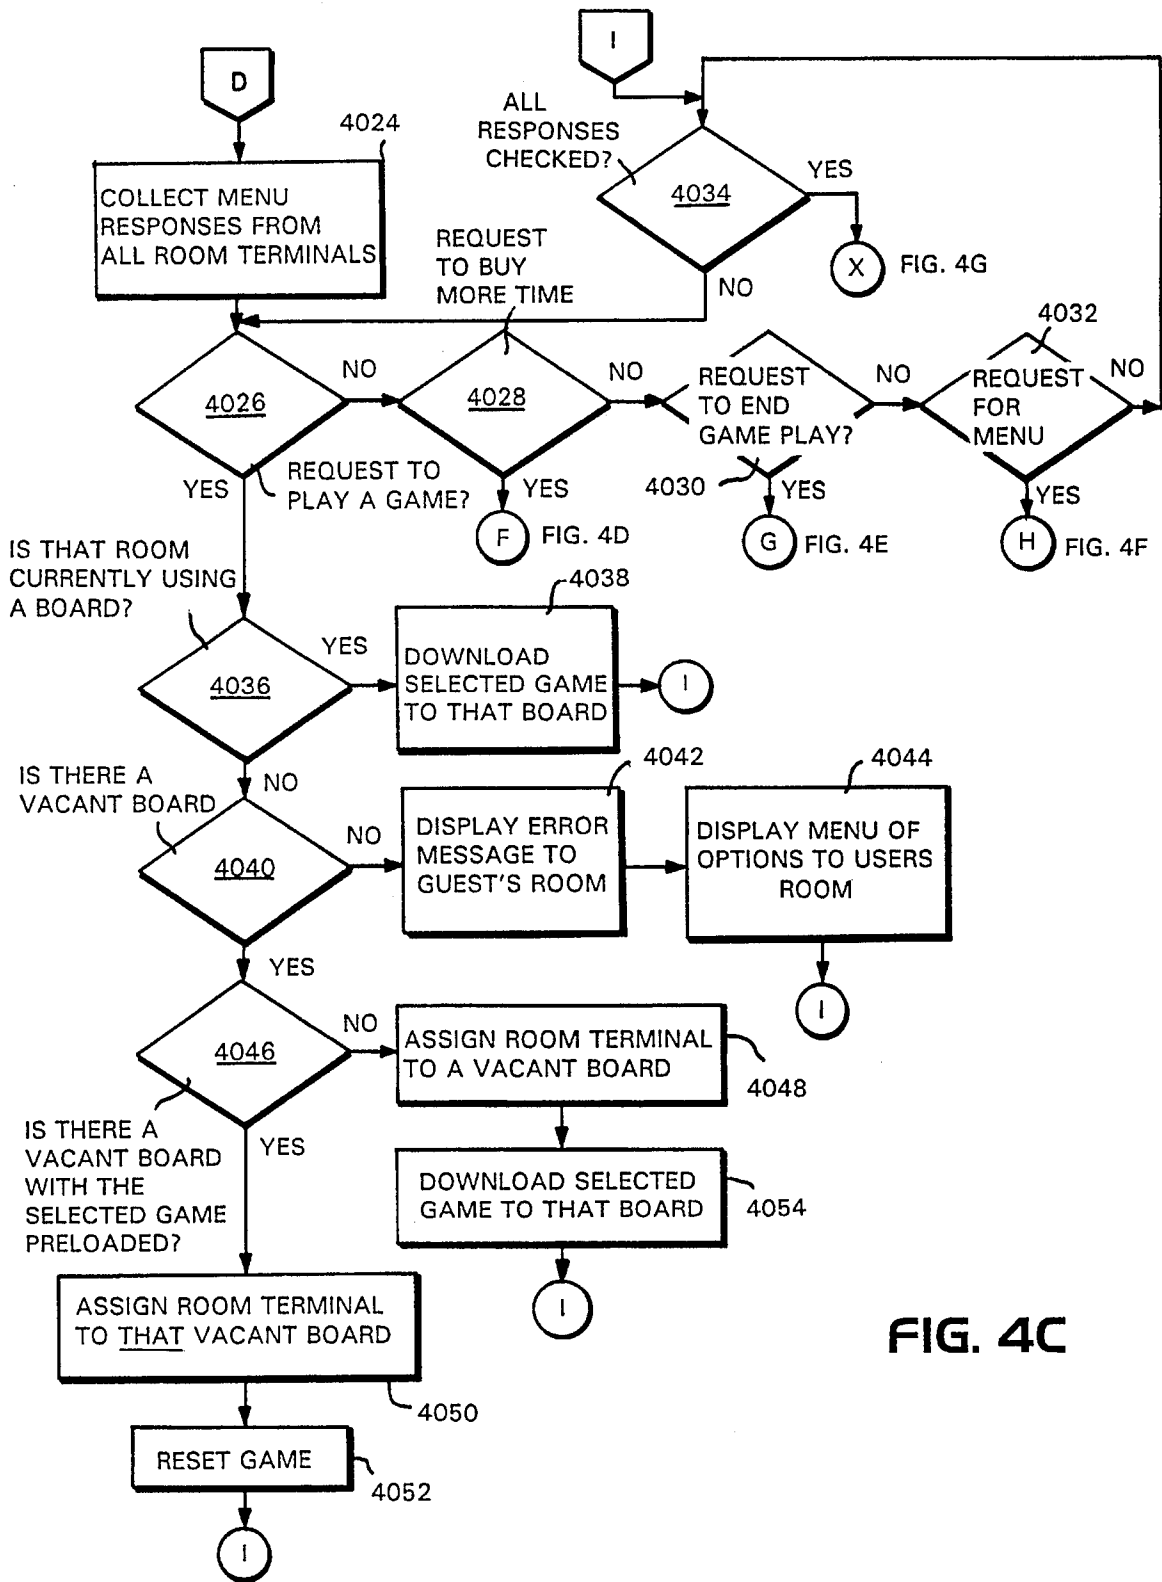 I
D
ALL
RESPONSES
CHECKED?
4024
YES
4034
COLLECT MENU
RESPONSES FROM
ALL ROOM TERMINALS
REQUEST
TO BUY
MORE TIME
X
FIG. 4G
NO
4032
NO
NO
NO
NO
4026
4028
REQUEST
TO END
GAME PLAY?
REQUEST
FOR
MENU
YES
REQUEST TO
PLAY A GAME?
YES
4030
YES
YES
F
FIG. 4D
G
FIG. 4E
H
FIG. 4F
IS THAT ROOM
CURRENTLY USING
A BOARD?
4038
YES
4036
DOWNLOAD
SELECTED GAME
TO THAT BOARD
I
IS THERE A
VACANT BOARD
NO
4042
4044
NO
4040
DISPLAY ERROR
MESSAGE TO
GUEST'S ROOM
DISPLAY MENU OF
OPTIONS TO USERS
ROOM
YES
I
NO
4046
ASSIGN ROOM TERMINAL
TO A VACANT BOARD
4048
IS THERE A
VACANT BOARD
WITH THE
SELECTED GAME
PRELOADED?
YES
DOWNLOAD SELECTED
GAME TO THAT BOARD
4054
I
ASSIGN ROOM TERMINAL
TO THAT VACANT BOARD
FIG. 4C
4050
RESET GAME
4052
I